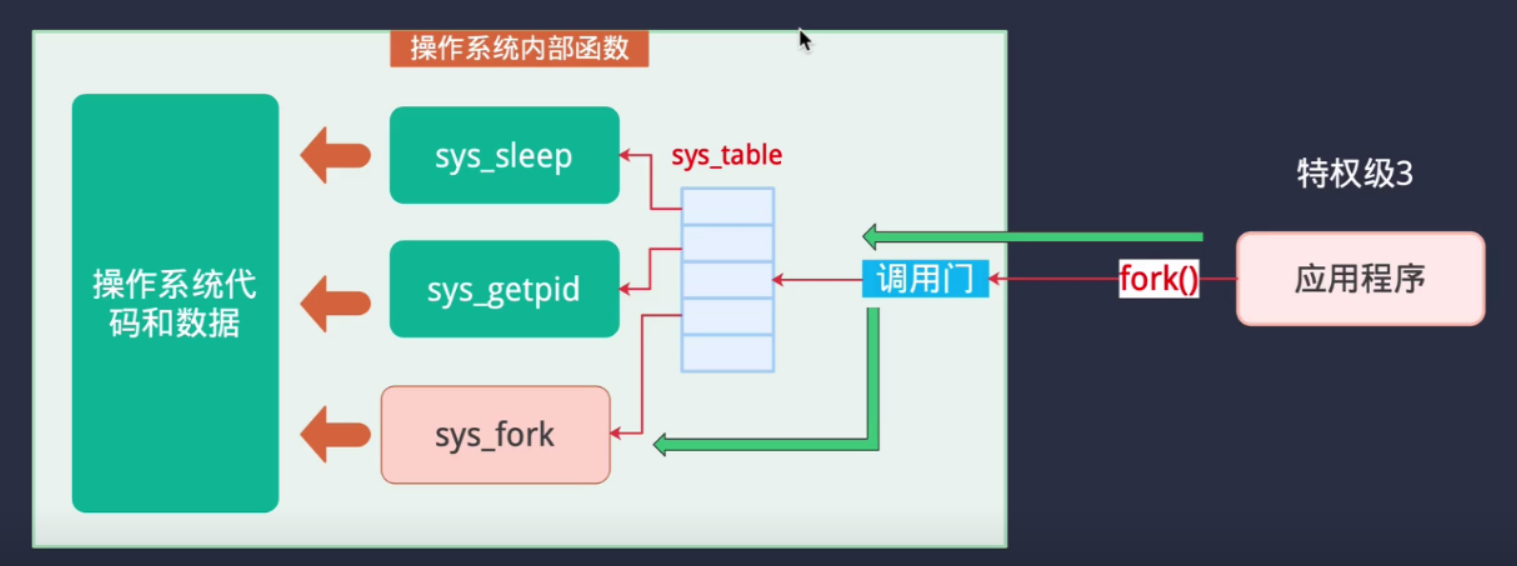 操作系统内部函数
sys_sleep
sys_table
特权级3
操作系统代
码和数据
sys_getpid
调用门
fork()
应用程序
sys_fork